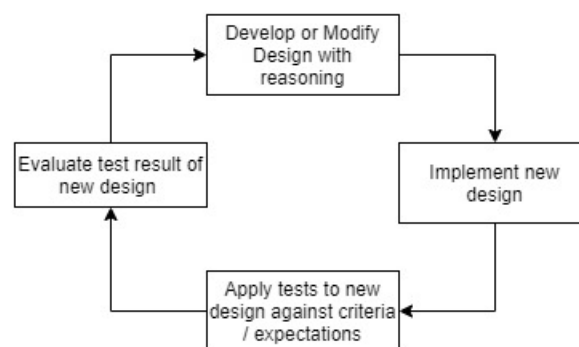 Develop or Modify
Design with
reasoning
Implement new
design
Apply tests to new
design against criteria
/ expectations
Evaluate test result of
new design